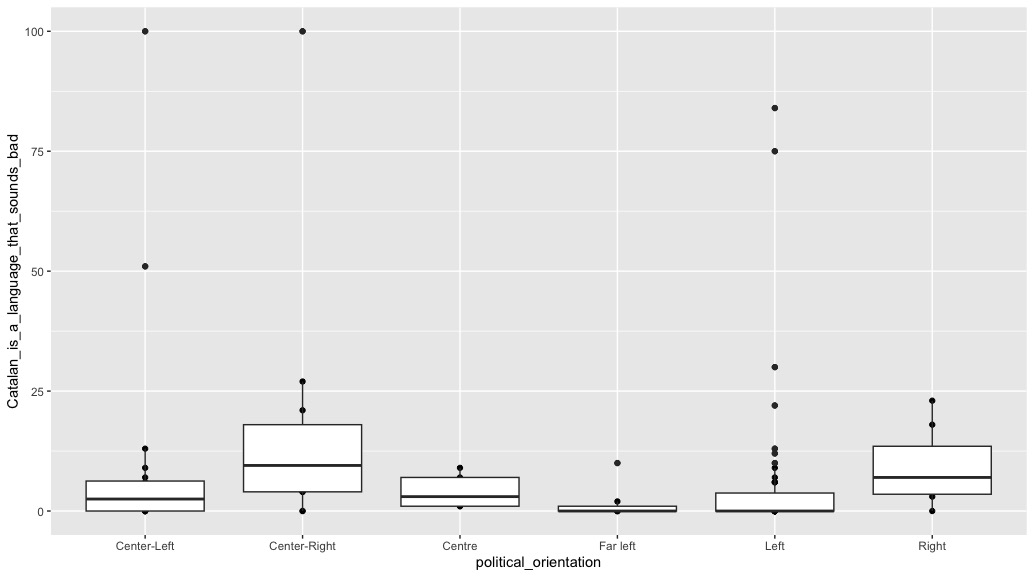 Catalan_is_a_language_that_sounds_bad
100
75
50
25
0
Center-Left Center-Right Centre Far left Left Right
political_orientation